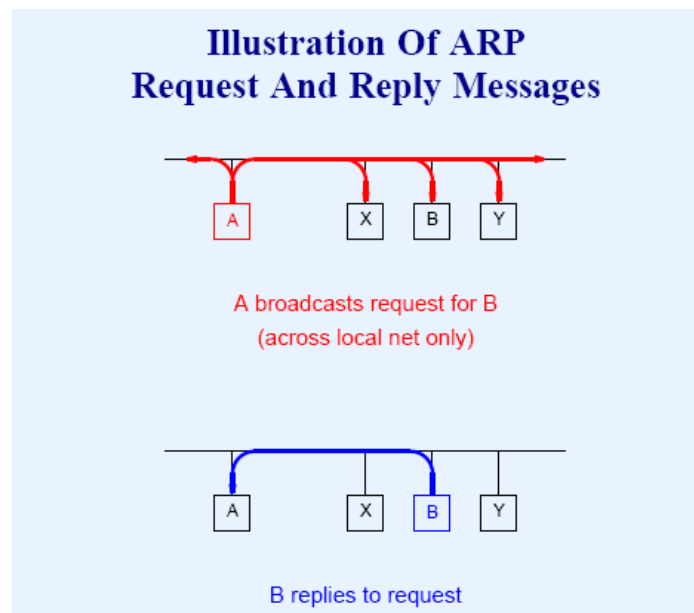 Illustration Of ARP
Request And Reply Messages
A X B Y
A broadcasts request for B
(across local net only)
A X B Y
B replies to request